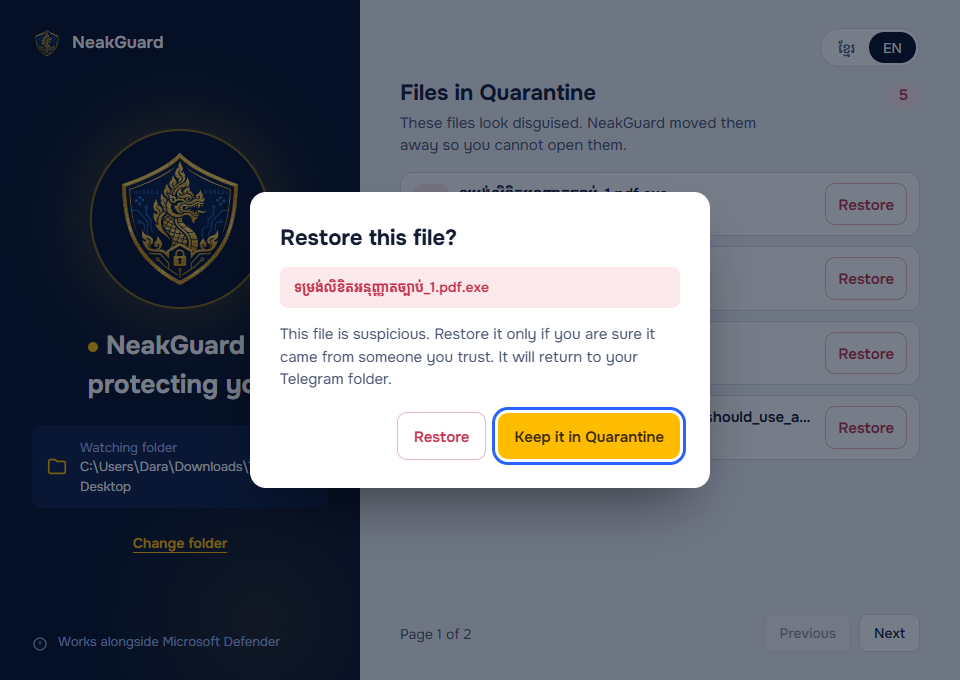 NeakGuard
NeakGuard
protecting
Watching folder
C:\Users\Dara\Downloads\
Desktop
Change folder
Works alongside Microsoft Defender
ខ្មែរ
EN
Files in Quarantine
5
These files look disguised. NeakGuard moved them
away so you cannot open them.
Restore
Restore
Restore
should_use_a...
Restore
Restore this file?
ទម្រង់លិខិតអនុញ្ញាតច្បាប់_1.pdf.exe
This file is suspicious. Restore it only if you are sure it
came from someone you trust. It will return to your
Telegram folder.
Restore
Keep it in Quarantine
Page 1 of 2
Previous
Next